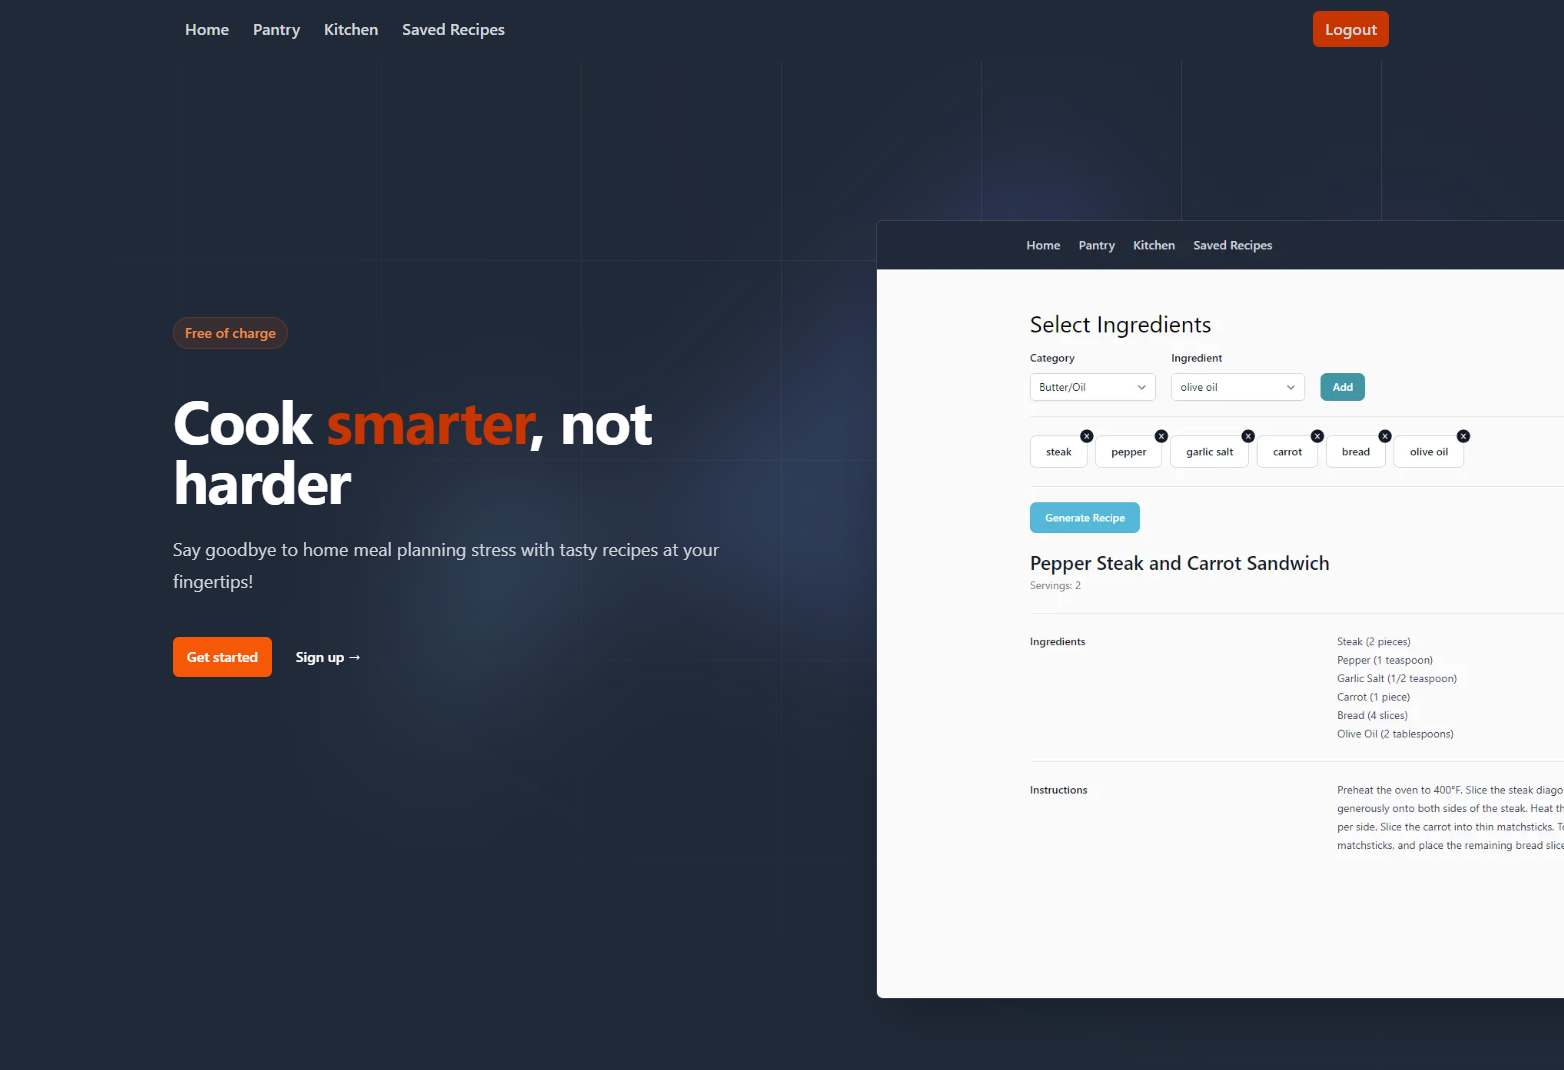 Home Pantry Kitchen Saved Recipes Logout
Free of charge
Cook smarter, not
harder
Say goodbye to home meal planning stress with tasty recipes at your
fingertips!
Get started Sign up →
Home Pantry Kitchen Saved Recipes
Select Ingredients
Category Ingredient
Butter/Oil olive oil Add
steak x pepper x garlic salt x carrot x bread x olive oil x
Generate Recipe
Pepper Steak and Carrot Sandwich
Servings: 2
Ingredients
Steak (2 pieces)
Pepper (1 teaspoon)
Garlic Salt (1/2 teaspoon)
Carrot (1 piece)
Bread (4 slices)
Olive Oil (2 tablespoons)
Instructions
Preheat the oven to 400°F. Slice the steak diago
generously onto both sides of the steak. Heat th
per side. Slice the carrot into thin matchsticks. T
matchsticks, and place the remaining bread slice